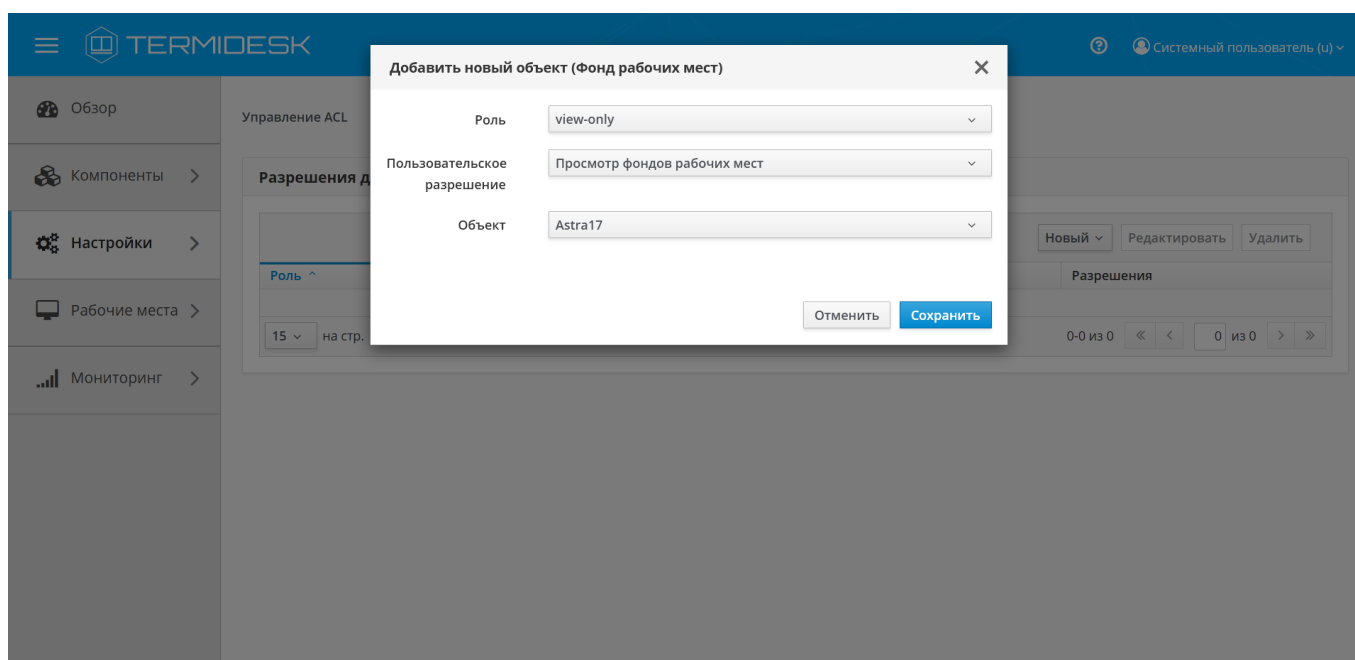 TERMIDESK
Системный пользователь (u)
Добавить новый объект (Фонд рабочих мест)
Обзор
Управление ACL
Роль
view-only
Компоненты
Разрешения д
Пользовательское
разрешение
Просмотр фондов рабочих мест
Объект
Astra17
Настройки
Новый
Редактировать
Удалить
Роль
Разрешения
Рабочие места
Отменить
Сохранить
15
на стр.
0-0 из 0
0 из 0
Мониторинг